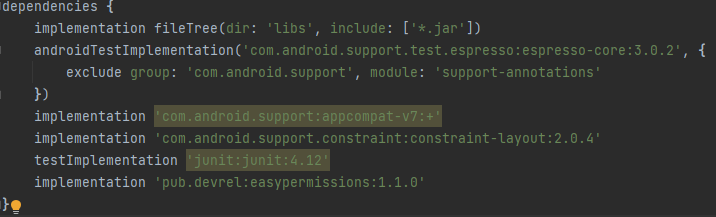 dependencies {
implementation fileTree(dir: 'libs', include: ['*.jar'])
androidTestImplementation('com.android.support.test.espresso:espresso-core:3.0.2', {
exclude group: 'com.android.support', module: 'support-annotations'
})
implementation 'com.android.support:appcompat-v7:+'
implementation 'com.android.support.constraint:constraint-layout:2.0.4'
testImplementation 'junit:junit:4.12'
implementation 'pub.devrel:easypermissions:1.1.0'
}